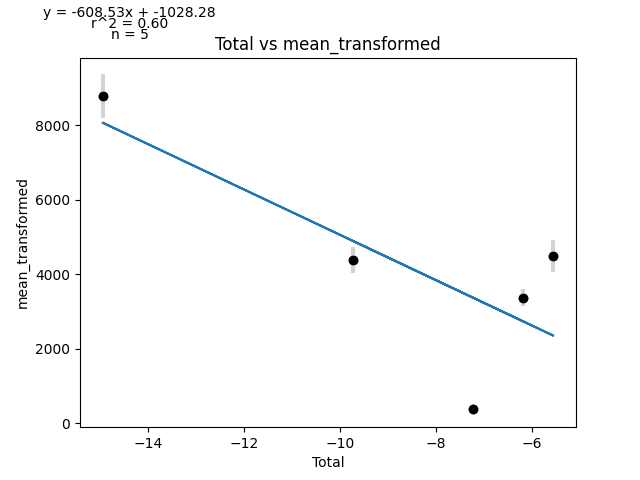 y = -608.53x + -1028.28
r^2 = 0.60
n = 5
Total vs mean_transformed
mean_transformed
8000
6000
4000
2000
0
−14
−12
−10
−8
−6
Total